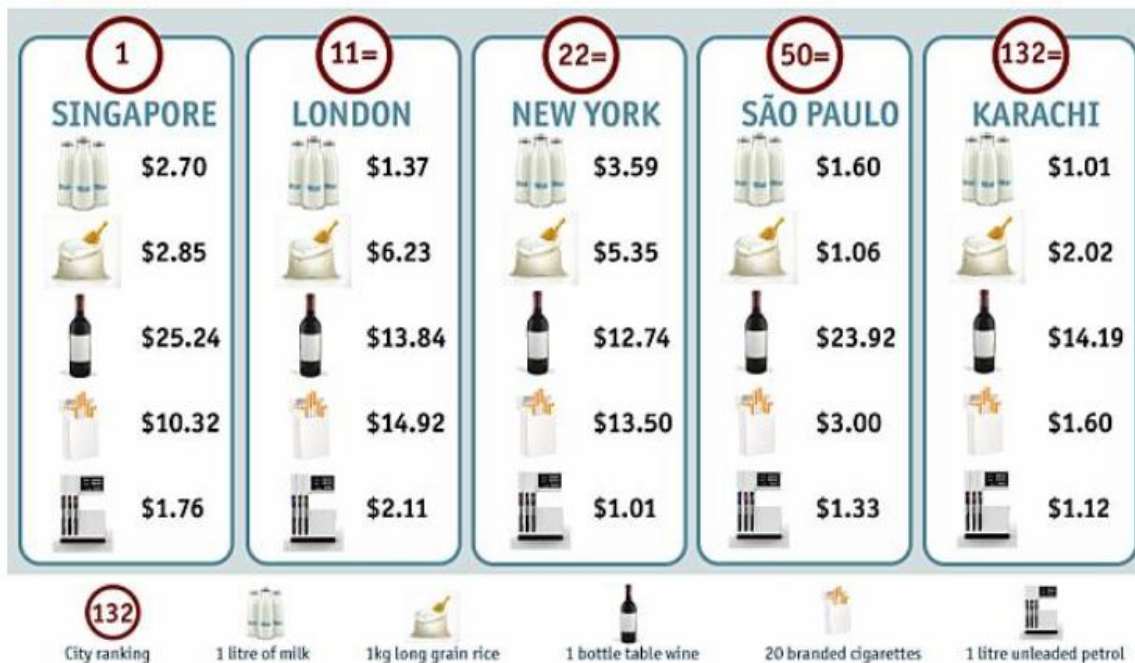 1
SINGAPORE
$2.70
$2.85
$25.24
$10.32
$1.76
11=
LONDON
$1.37
$6.23
$13.84
$14.92
$2.11
22=
NEW YORK
$3.59
$5.35
$12.74
$13.50
$1.01
50=
SÃO PAULO
$1.60
$1.06
$23.92
$3.00
$1.33
132=
KARACHI
$1.01
$2.02
$14.19
$1.60
$1.12
132
City ranking
1 litre of milk
1kg long grain rice
1 bottle table wine
20 branded cigarettes
1 litre unleaded petrol